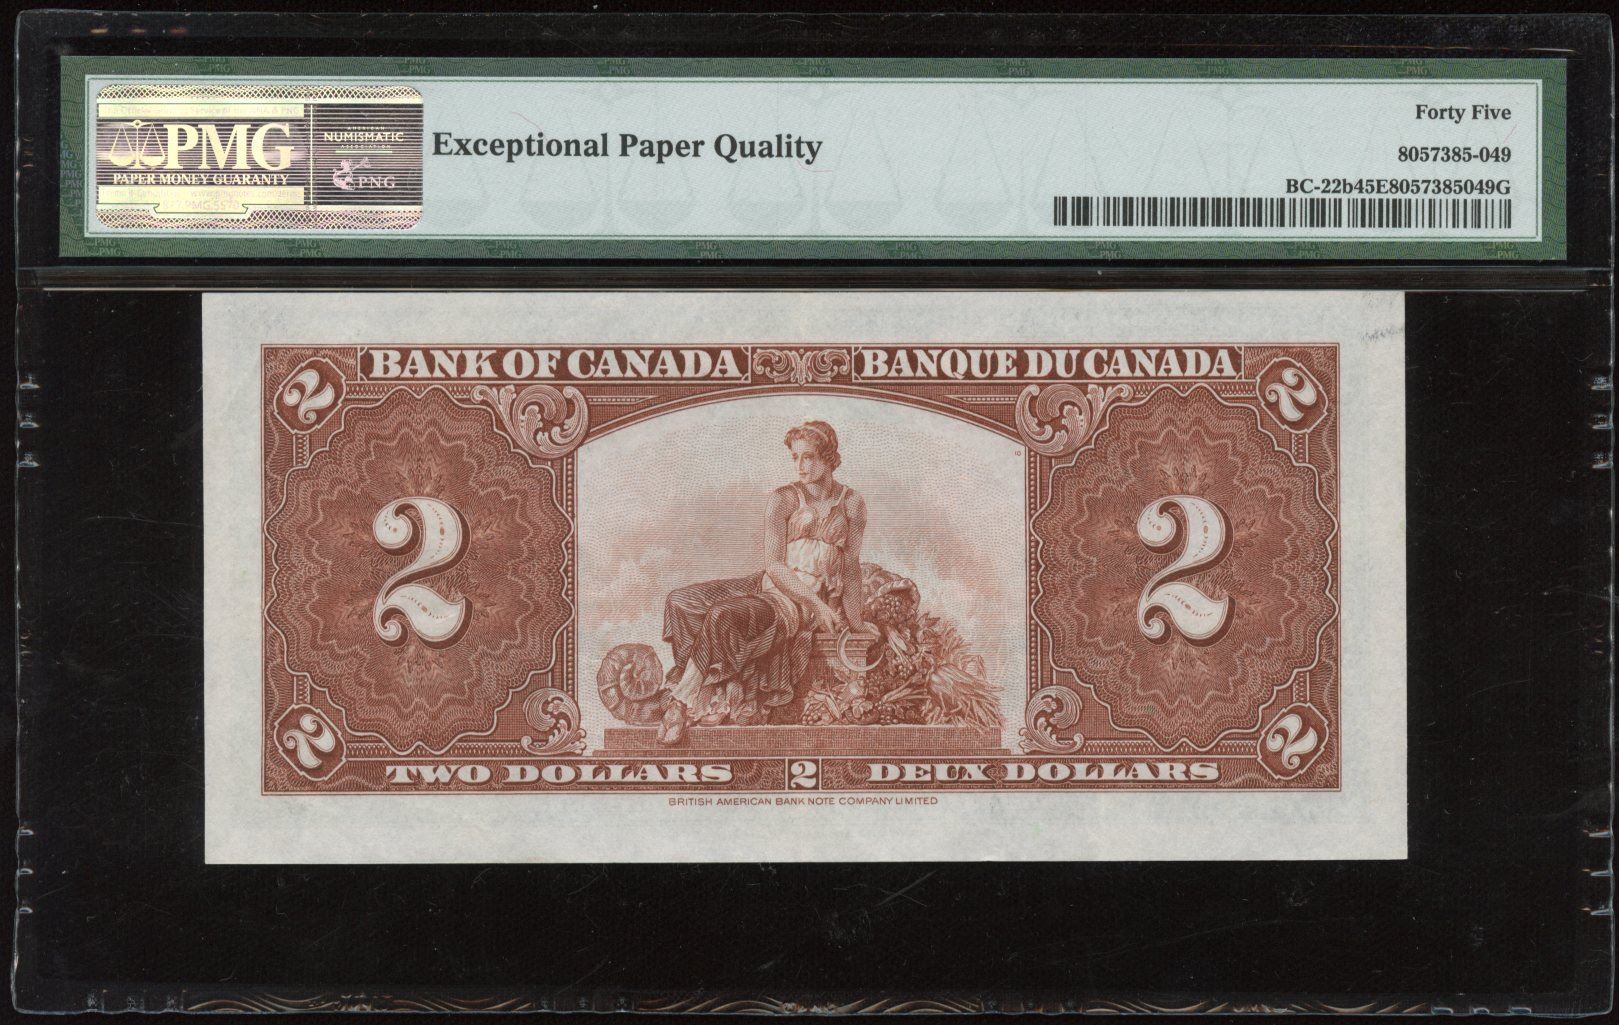 PMG
PAPER MONEY GUARANTY
AMERICAN
NUMISMATIC
ASSOCIATION
PNG
Exceptional Paper Quality
Forty Five
8057385-049
BC-22b45E8057385049G
BANK OF CANADA
BANQUE DU CANADA
2
2
2
2
2
2
TWO DOLLARS
2
DEUX DOLLARS
BRITISH AMERICAN BANK NOTE COMPANY LIMITED